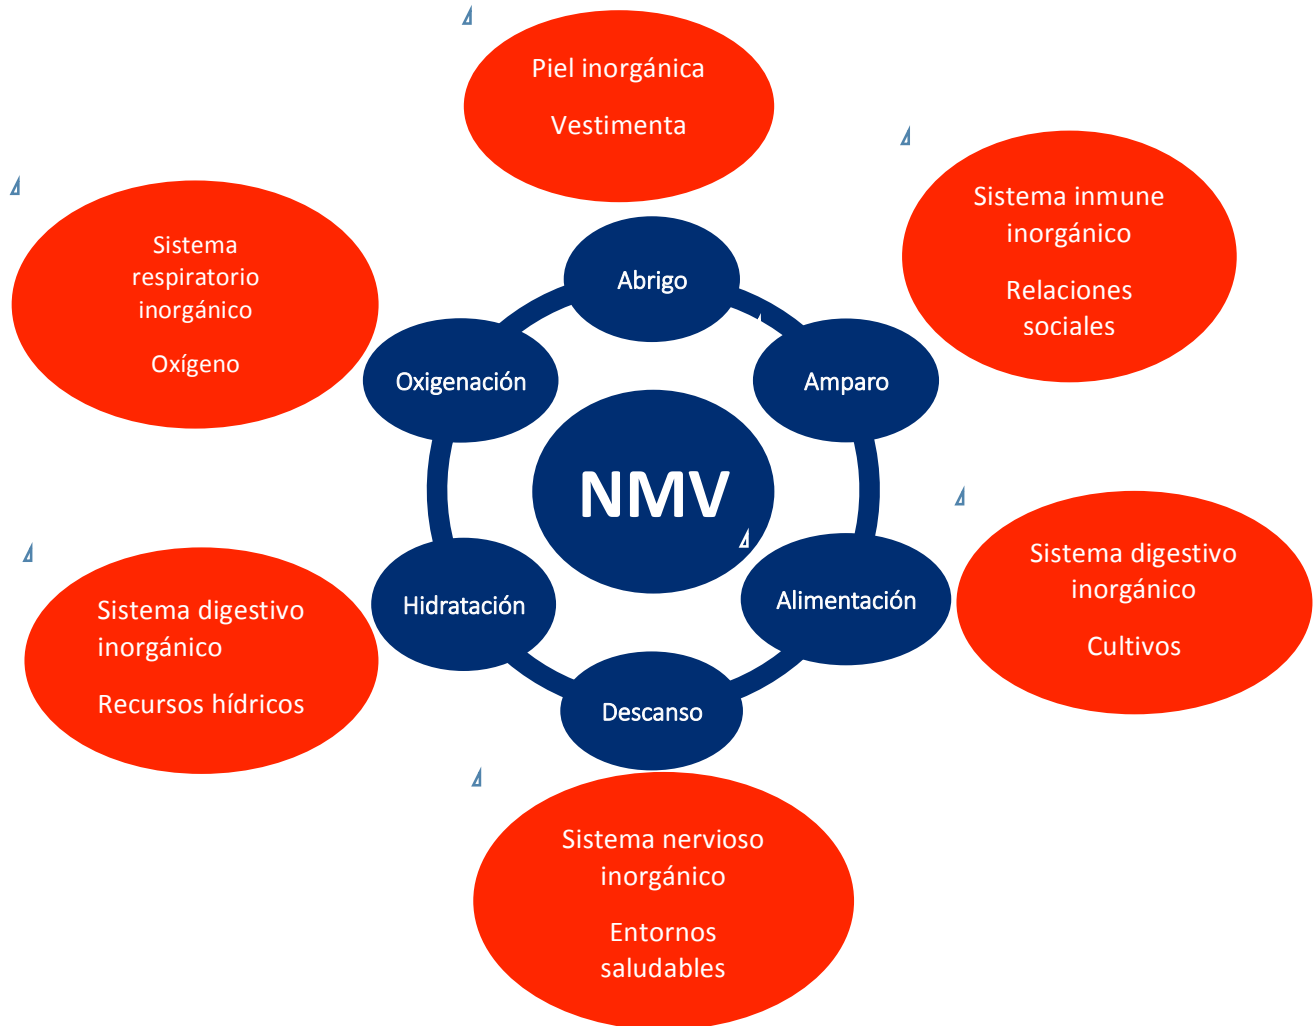 Piel inorgánica
Vestimenta
Sistema inmune
inorgánico
Relaciones
sociales
Sistema
respiratorio
inorgánico
Oxígeno
Abrigo
Oxigenación
Amparo
NMV
Sistema digestivo
inorgánico
Cultivos
Sistema digestivo
inorgánico
Recursos hídricos
Hidratación
Alimentación
Descanso
Sistema nervioso
inorgánico
Entornos
saludables